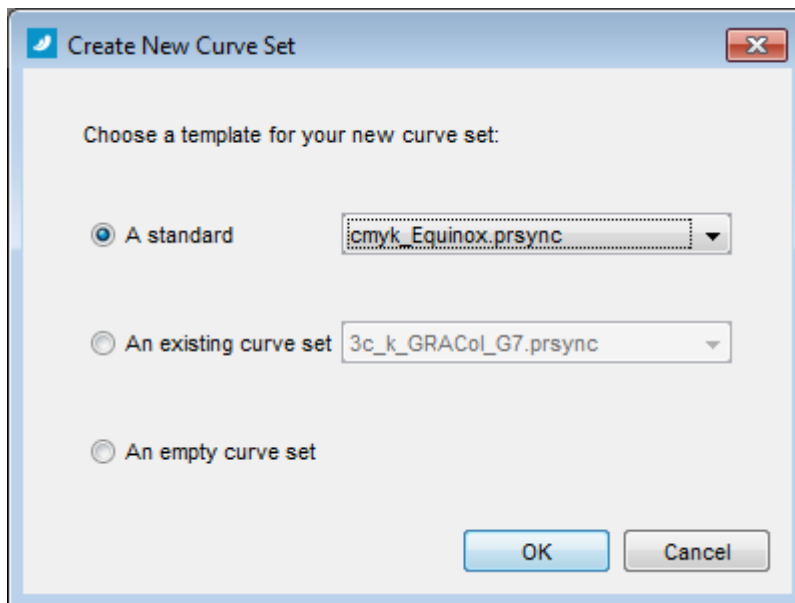 Create New Curve Set
Choose a template for your new curve set:
A standard cmyk_Equinox.prsync
An existing curve set 3c_k_GRACol_G7.prsync
An empty curve set
OK Cancel